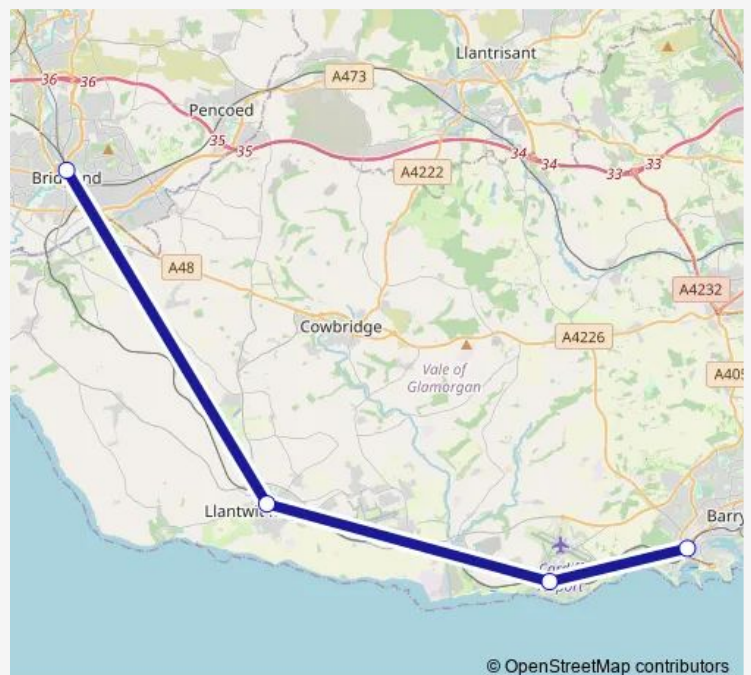 Llantrisant
A473
36
36
Pencoed
35
35
34
34
33
33
A4222
A48
A4232
Cowbridge
A4226
Vale of
Glamorgan
Barry
© OpenStreetMap contributors